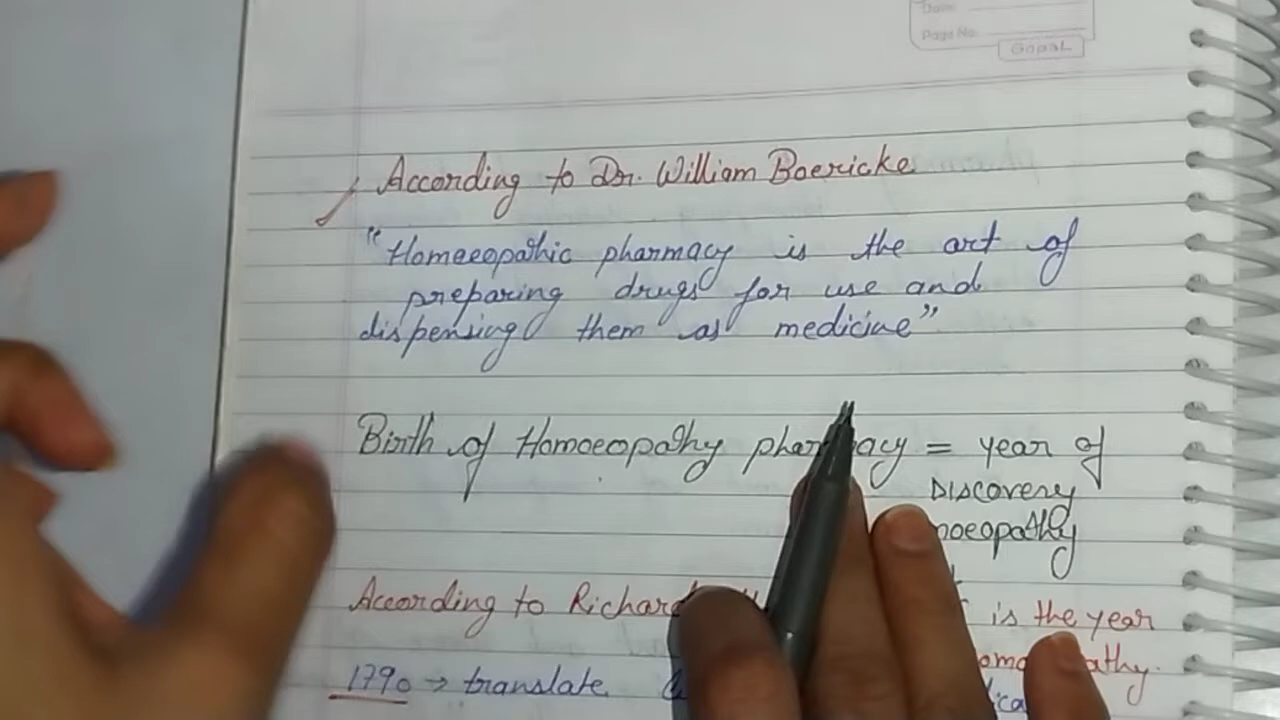 Date:
Page No.
Gopal
According to Dr. William Boericke
"Homoeopathic pharmacy is the art of
preparing drugs for use and
dispensing them as medicine"
Birth of Homoeopathy pharmacy = year of
DISCOVERY
According to Richard is the year
1790 → translate